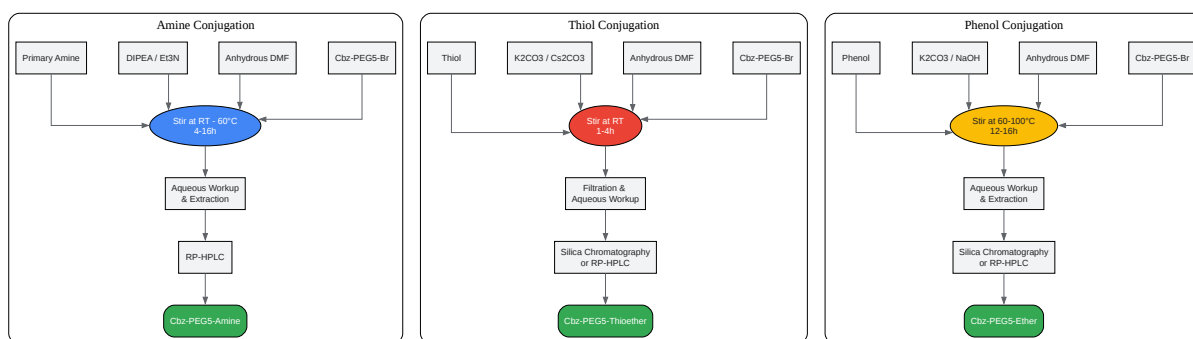 Amine Conjugation
Primary Amine
DIPEA / Et3N
Anhydrous DMF
Cbz-PEG5-Br
Stir at RT - 60°C
4-16h
Aqueous Workup
& Extraction
RP-HPLC
Cbz-PEG5-Amine
Thiol Conjugation
Thiol
K2CO3 / Cs2CO3
Anhydrous DMF
Cbz-PEG5-Br
Stir at RT
1-4h
Filtration &
Aqueous Workup
Silica Chromatography
or RP-HPLC
Cbz-PEG5-Thioether
Phenol Conjugation
Phenol
K2CO3 / NaOH
Anhydrous DMF
Cbz-PEG5-Br
Stir at 60-100°C
12-16h
Aqueous Workup
& Extraction
Silica Chromatography
or RP-HPLC
Cbz-PEG5-Ether